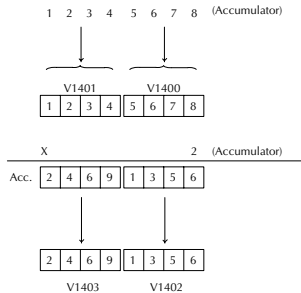 1 2 3 4 5 6 7 8 (Accumulator)
V1401 V1400
1 2 3 4 5 6 7 8
X 2 (Accumulator)
Acc. 2 4 6 9 1 3 5 6
2 4 6 9 1 3 5 6
V1403 V1402